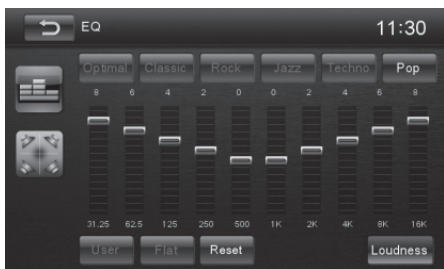 EQ 11:30
Optimal Classic Rock Jazz Techno Pop
8 6 4 2 0 0 2 4 6 8
31.25 62.5 125 250 500 1K 2K 4K 8K 16K
User Flat Reset Loudness